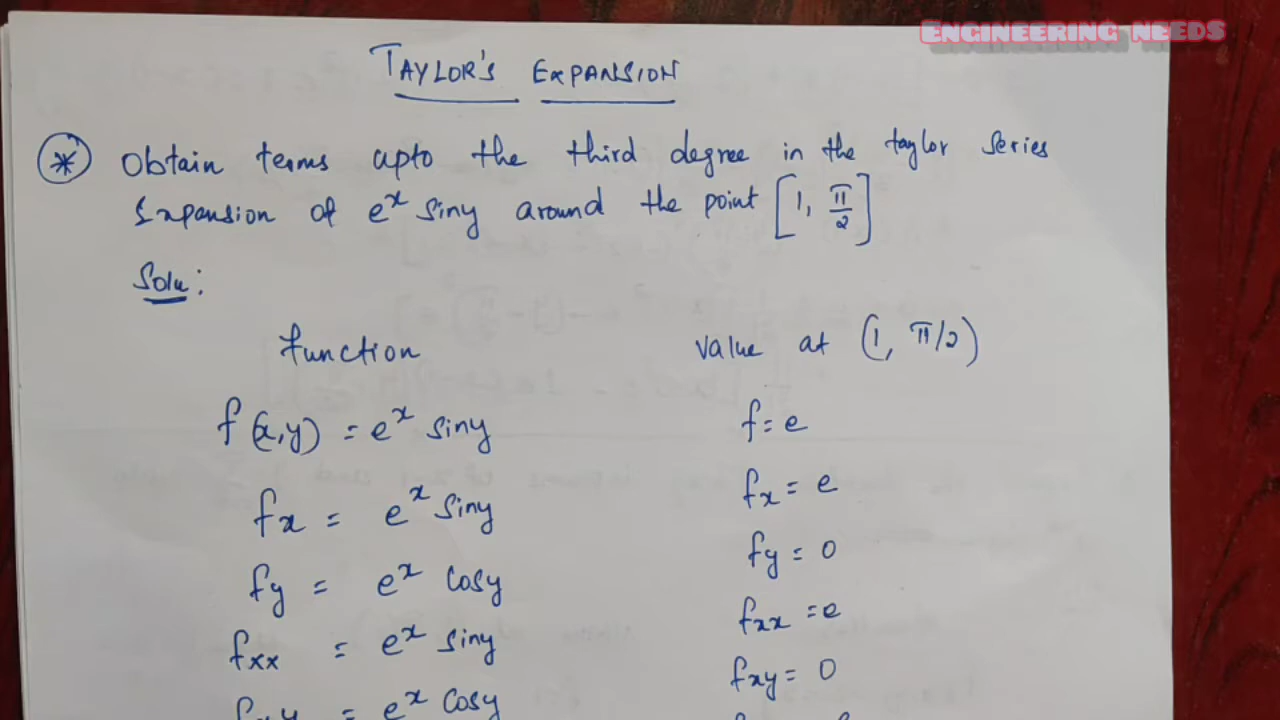 ENGINEERING NEEDS
TAYLOR'S EXPANSION
* Obtain terms upto the third degree in the taylor series
Expansion of e^x siny around the point [1, π/2]
Solu:
function value at (1, π/2)
f(x,y) = e^x siny f = e
fx = e^x siny fx = e
fy = e^x cosy fy = 0
fxx = e^x siny fxx = e
fxy = e^x cosy fxy = 0